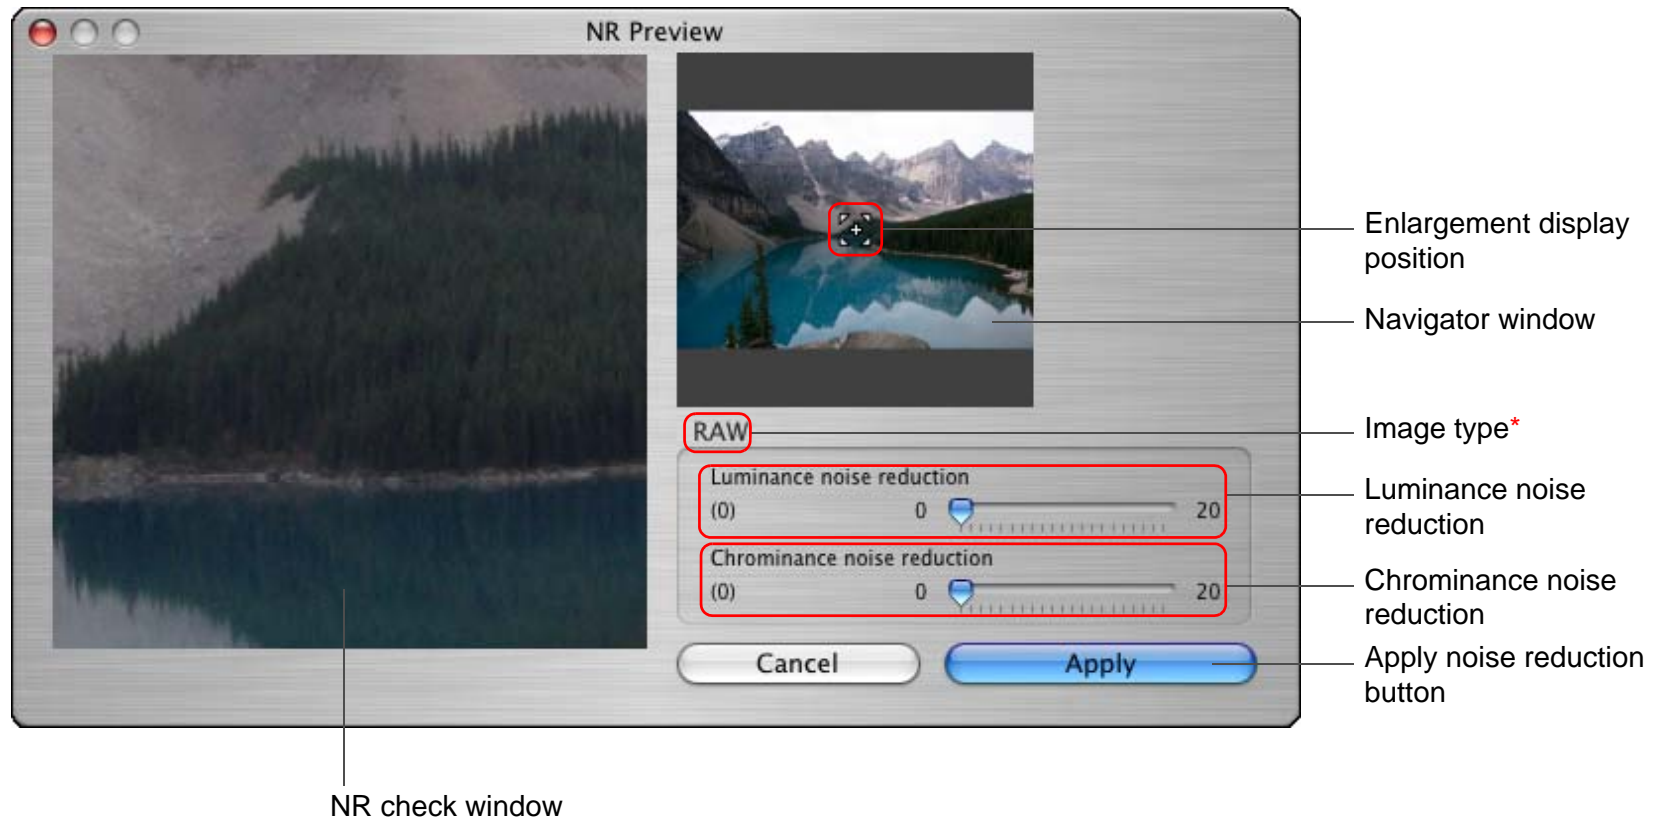 NR Preview
Enlargement display
position
Navigator window
RAW
Image type*
Luminance noise reduction
(0) 0 20
Luminance noise
reduction
Chrominance noise reduction
(0) 0 20
Chrominance noise
reduction
Cancel
Apply
Apply noise reduction
button
NR check window